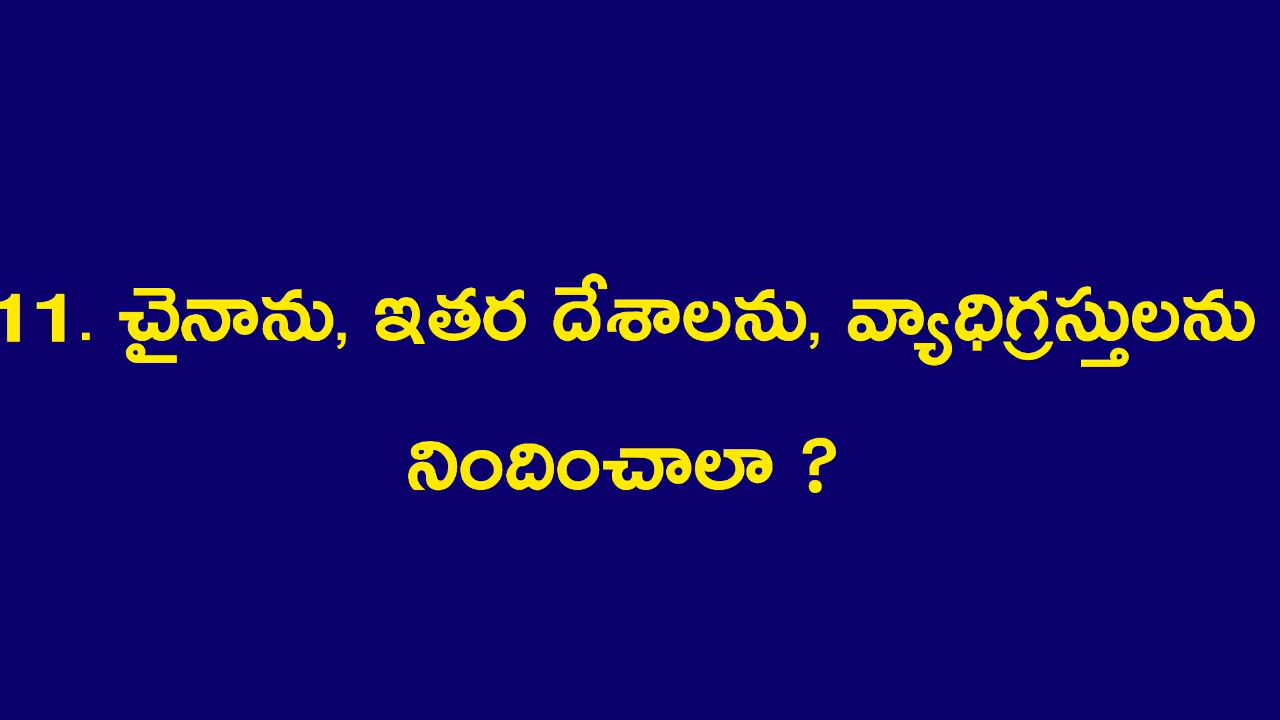 11. చైనాను, ఇతర దేశాలను, వ్యాధిగ్రస్తులను
నిందించాలా ?